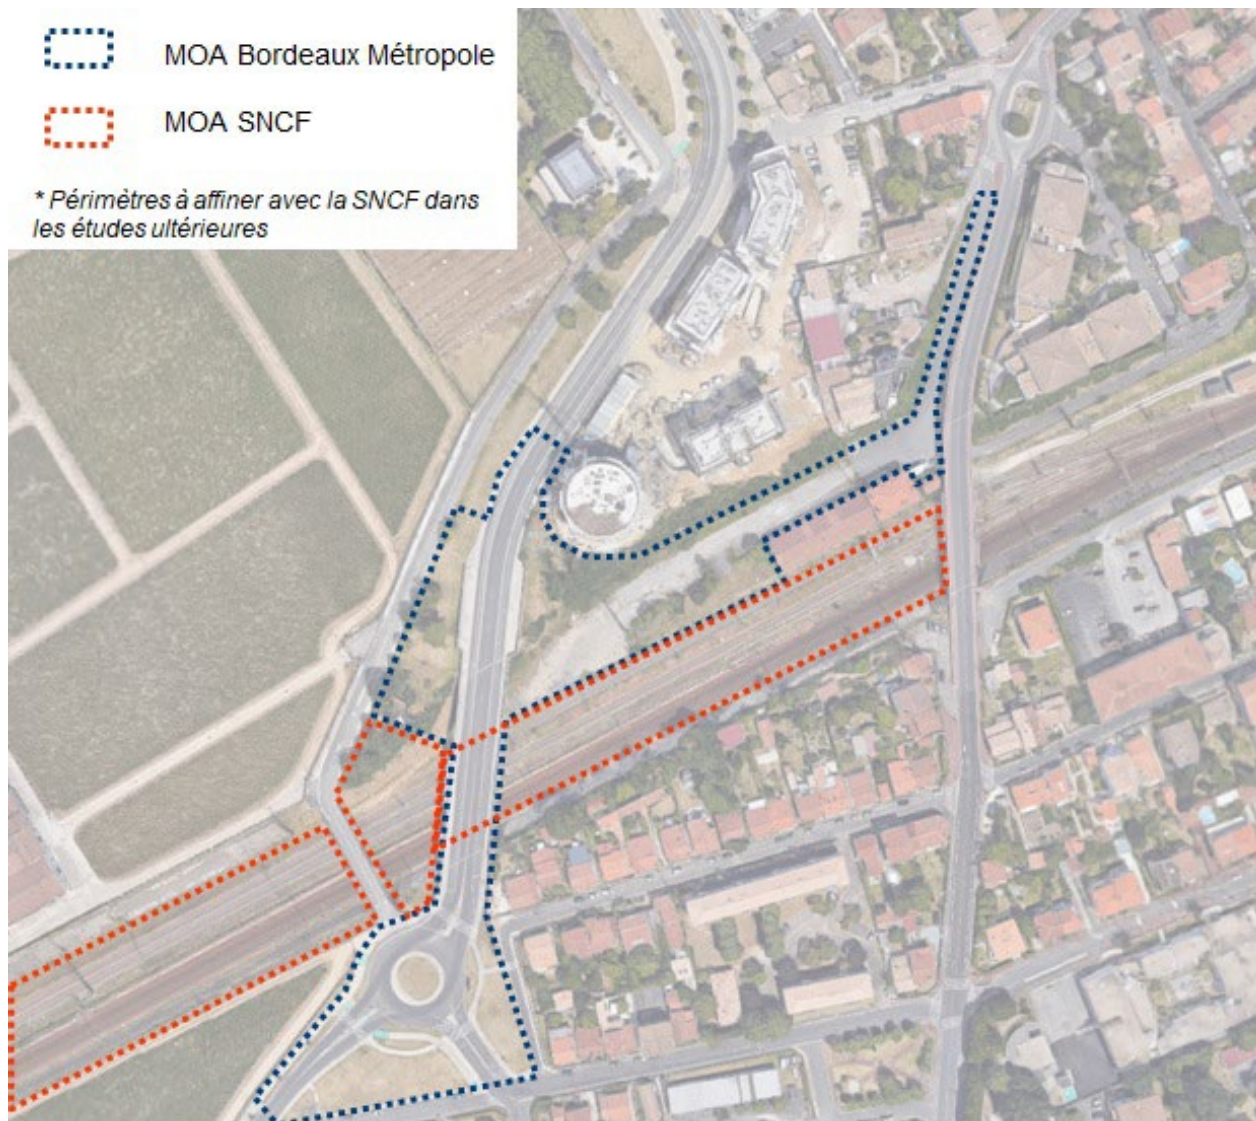 MOA Bordeaux Métropole
MOA SNCF
* Périmètres à affiner avec la SNCF dans
les études ultérieures